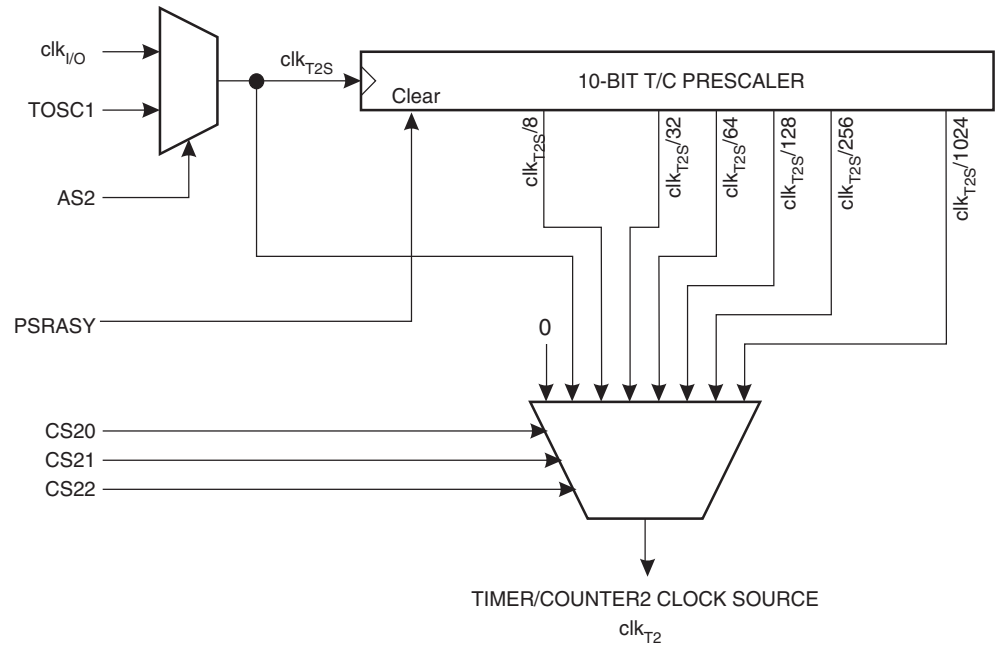 clkI/O
clkT2S
10-BIT T/C PRESCALER
TOSC1
Clear
clkT2S/8
clkT2S/32
clkT2S/64
clkT2S/128
clkT2S/256
clkT2S/1024
AS2
PSRASY
0
CS20
CS21
CS22
TIMER/COUNTER2 CLOCK SOURCE
clkT2